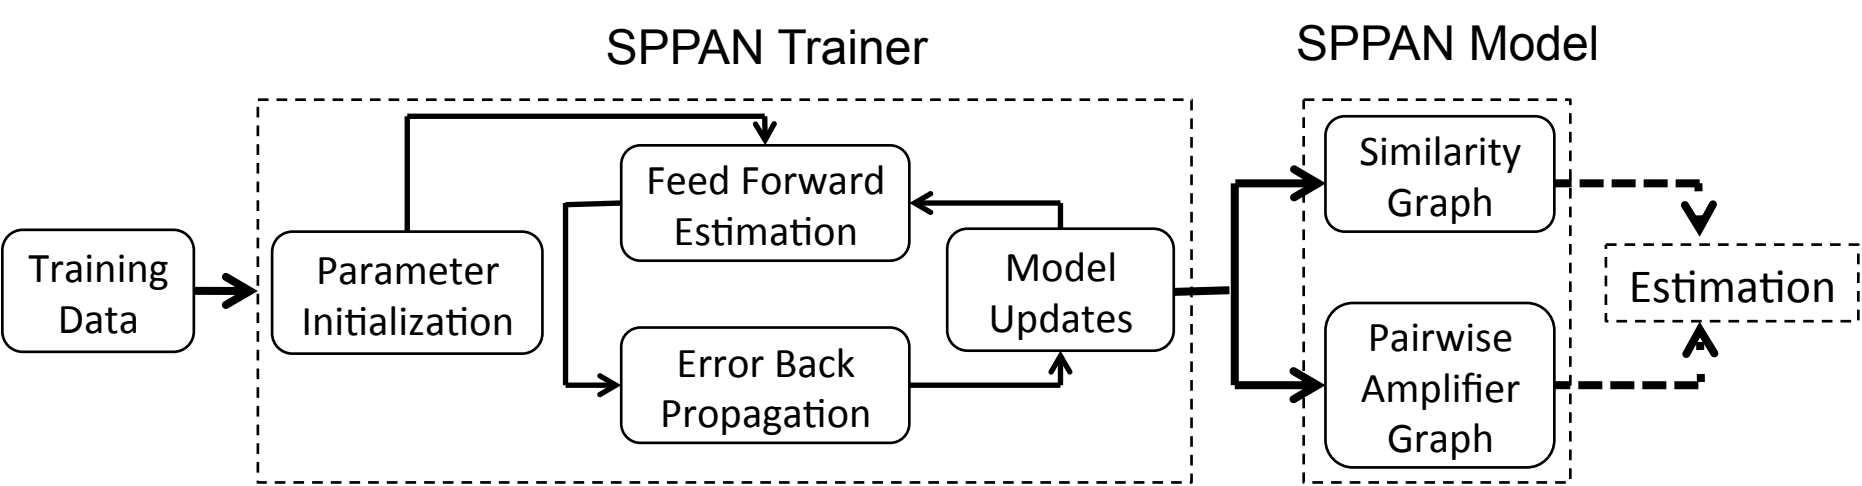 SPPAN Trainer
SPPAN Model
Training
Data
Parameter
Initialization
Feed Forward
Estimation
Error Back
Propagation
Model
Updates
Similarity
Graph
Pairwise
Amplifier
Graph
Estimation